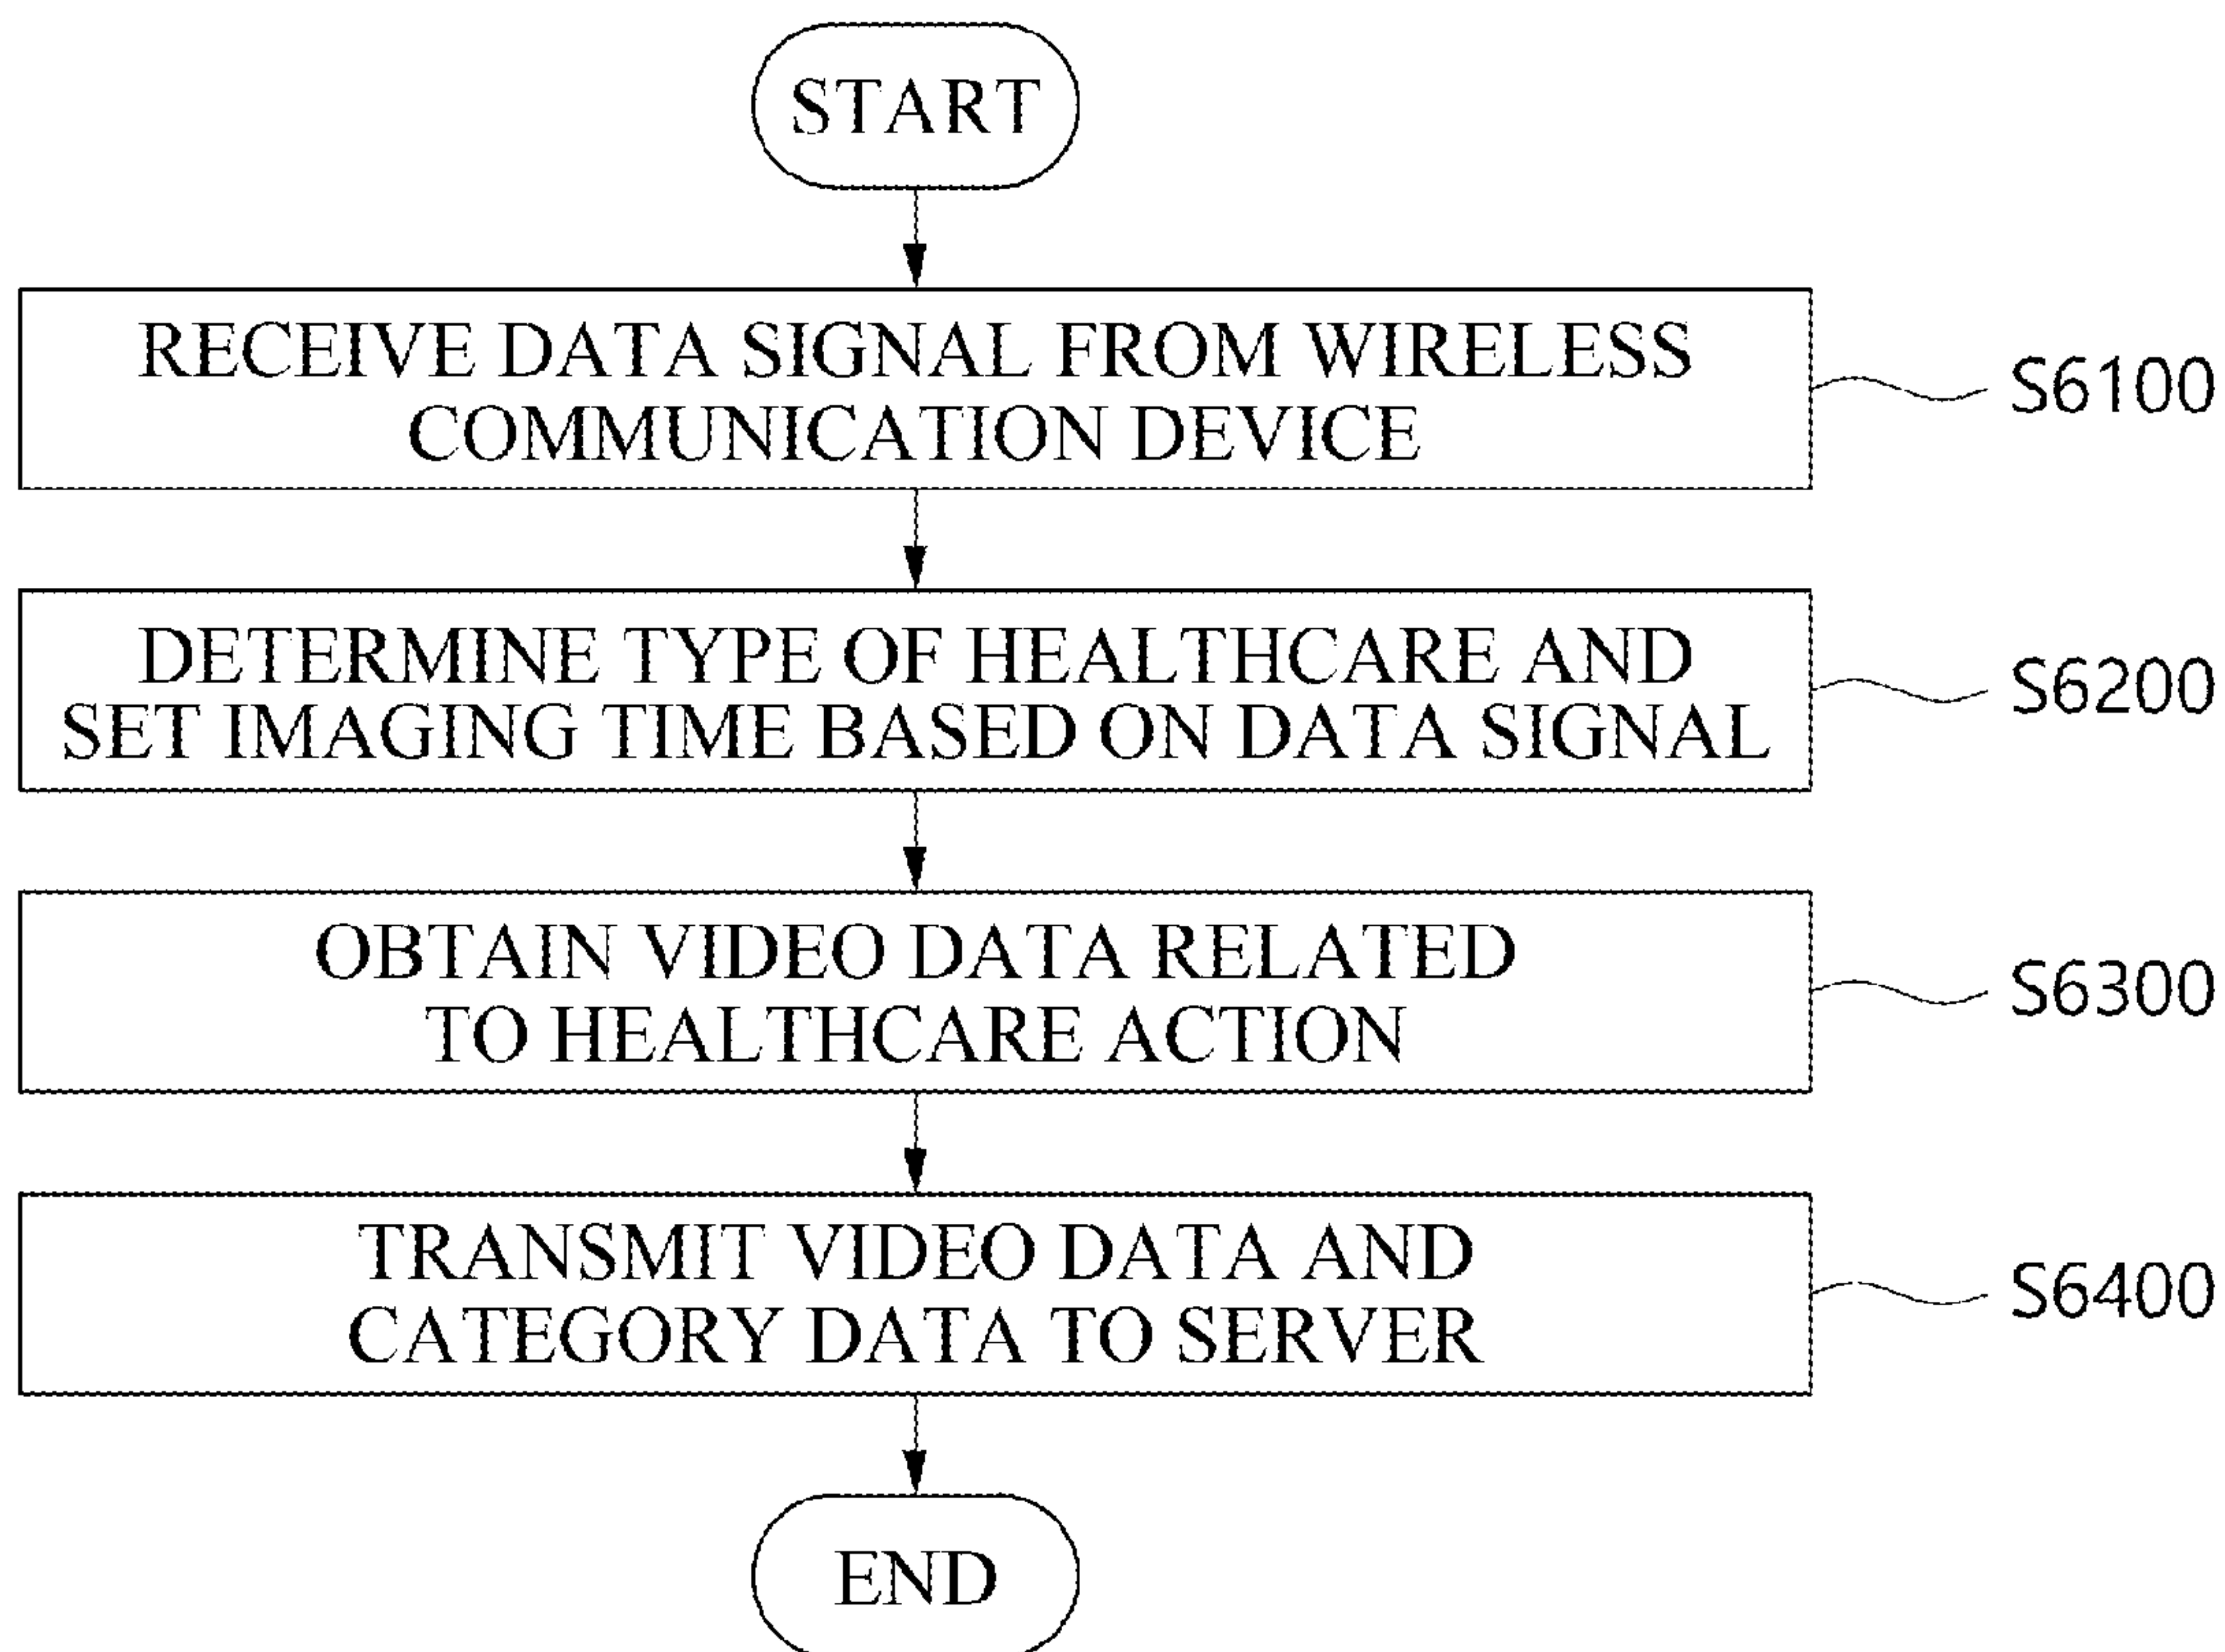 START
RECEIVE DATA SIGNAL FROM WIRELESS
COMMUNICATION DEVICE
S6100
DETERMINE TYPE OF HEALTHCARE AND
SET IMAGING TIME BASED ON DATA SIGNAL
S6200
OBTAIN VIDEO DATA RELATED
TO HEALTHCARE ACTION
S6300
TRANSMIT VIDEO DATA AND
CATEGORY DATA TO SERVER
S6400
END